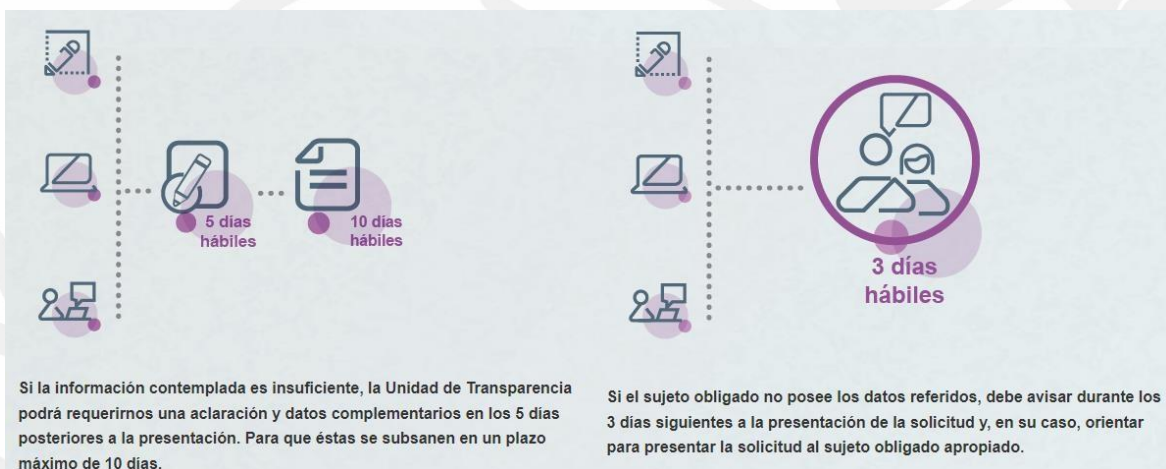 5 días
hábiles
10 días
hábiles
Si la información contemplada es insuficiente, la Unidad de Transparencia
podrá requerirnos una aclaración y datos complementarios en los 5 días
posteriores a la presentación. Para que éstas se subsanen en un plazo
máximo de 10 días.
3 días
hábiles
Si el sujeto obligado no posee los datos referidos, debe avisar durante los
3 días siguientes a la presentación de la solicitud y, en su caso, orientar
para presentar la solicitud al sujeto obligado apropiado.